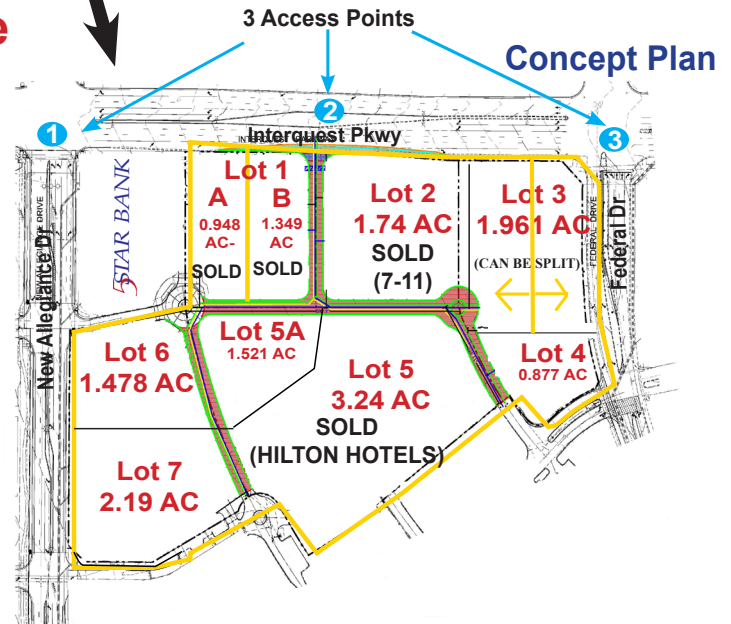 e
3 Access Points
Concept Plan
1
2
3
Interquest Pkwy
5STAR BANK
New Allegiance Dr
FEDERAL DRIVE
Federal Dr
Lot 1
A
0.948
AC-
SOLD
B
1.349
AC
SOLD
Lot 2
1.74 AC
SOLD
(7-11)
Lot 3
1.961 AC
(CAN BE SPLIT)
Lot 4
0.877 AC
Lot 5A
1.521 AC
Lot 5
3.24 AC
SOLD
(HILTON HOTELS)
Lot 6
1.478 AC
Lot 7
2.19 AC